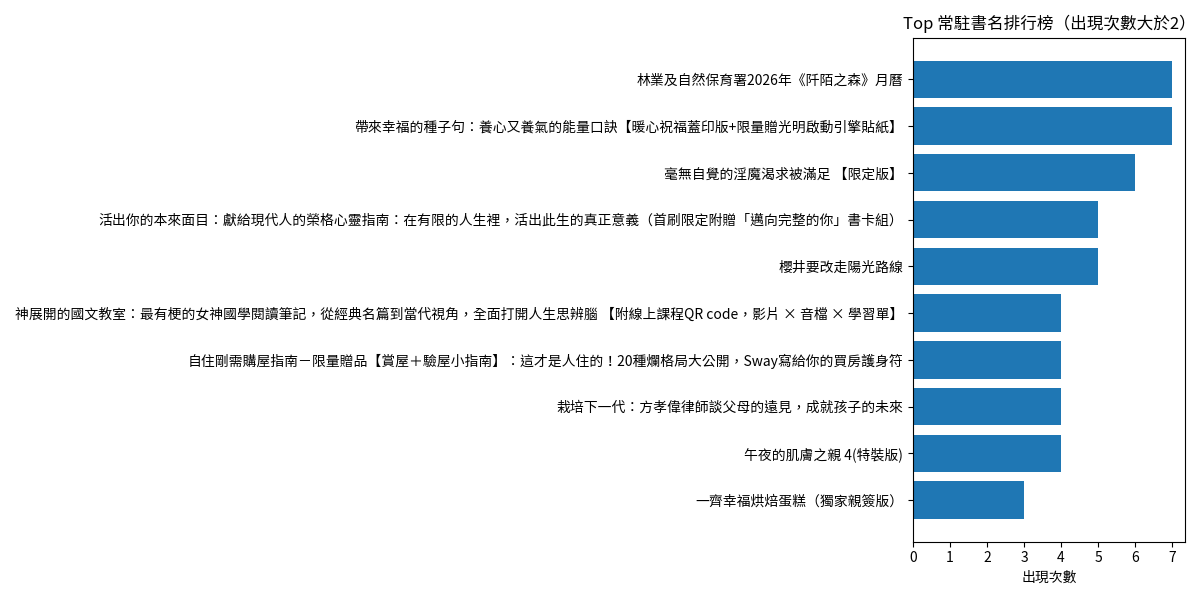 Top 常駐書名排行榜（出現次數大於2）
林業及自然保育署2026年《阡陌之森》月曆
帶來幸福的種子句：養心又養氣的能量口訣【暖心祝福蓋印版+限量贈光明啟動引擎貼紙】
毫無自覺的淫魔渴求被滿足 【限定版】
活出你的本來面目：獻給現代人的榮格心靈指南：在有限的人生裡，活出此生的真正意義（首刷限定附贈「邁向完整的你」書卡組）
櫻井要改走陽光路線
神展開的國文教室：最有梗的女神國學閱讀筆記，從經典名篇到當代視角，全面打開人生思辨腦 【附線上課程QR code，影片 × 音檔 × 學習單】
自住剛需購屋指南－限量贈品【賞屋＋驗屋小指南】：這才是人住的！20種爛格局大公開，Sway寫給你的買房護身符
栽培下一代：方孝偉律師談父母的遠見，成就孩子的未來
午夜的肌膚之親 4(特裝版)
一齊幸福烘焙蛋糕（獨家親簽版）
0 1 2 3 4 5 6 7
出現次數